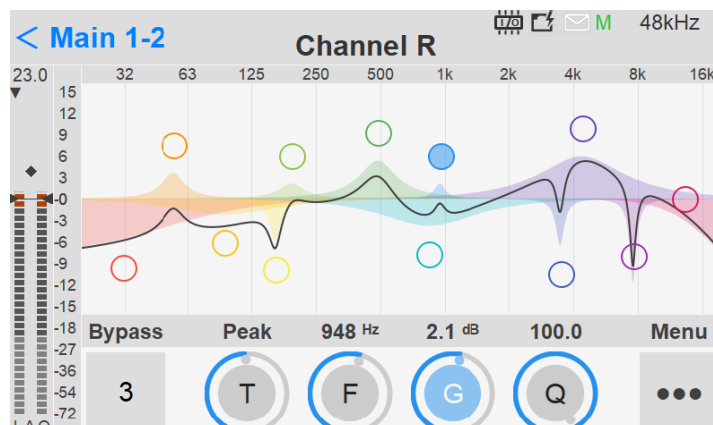 < Main 1-2
Channel R
I/O
M
48kHz
23.0
32 63 125 250 500 1k 2k 4k 8k 16k
15
12
9
6
3
-0
-3
-6
-9
-12
-15
-18
-27
-36
-54
-72
Bypass Peak 948 Hz 2.1 dB 100.0 Menu
3 T F G Q •••